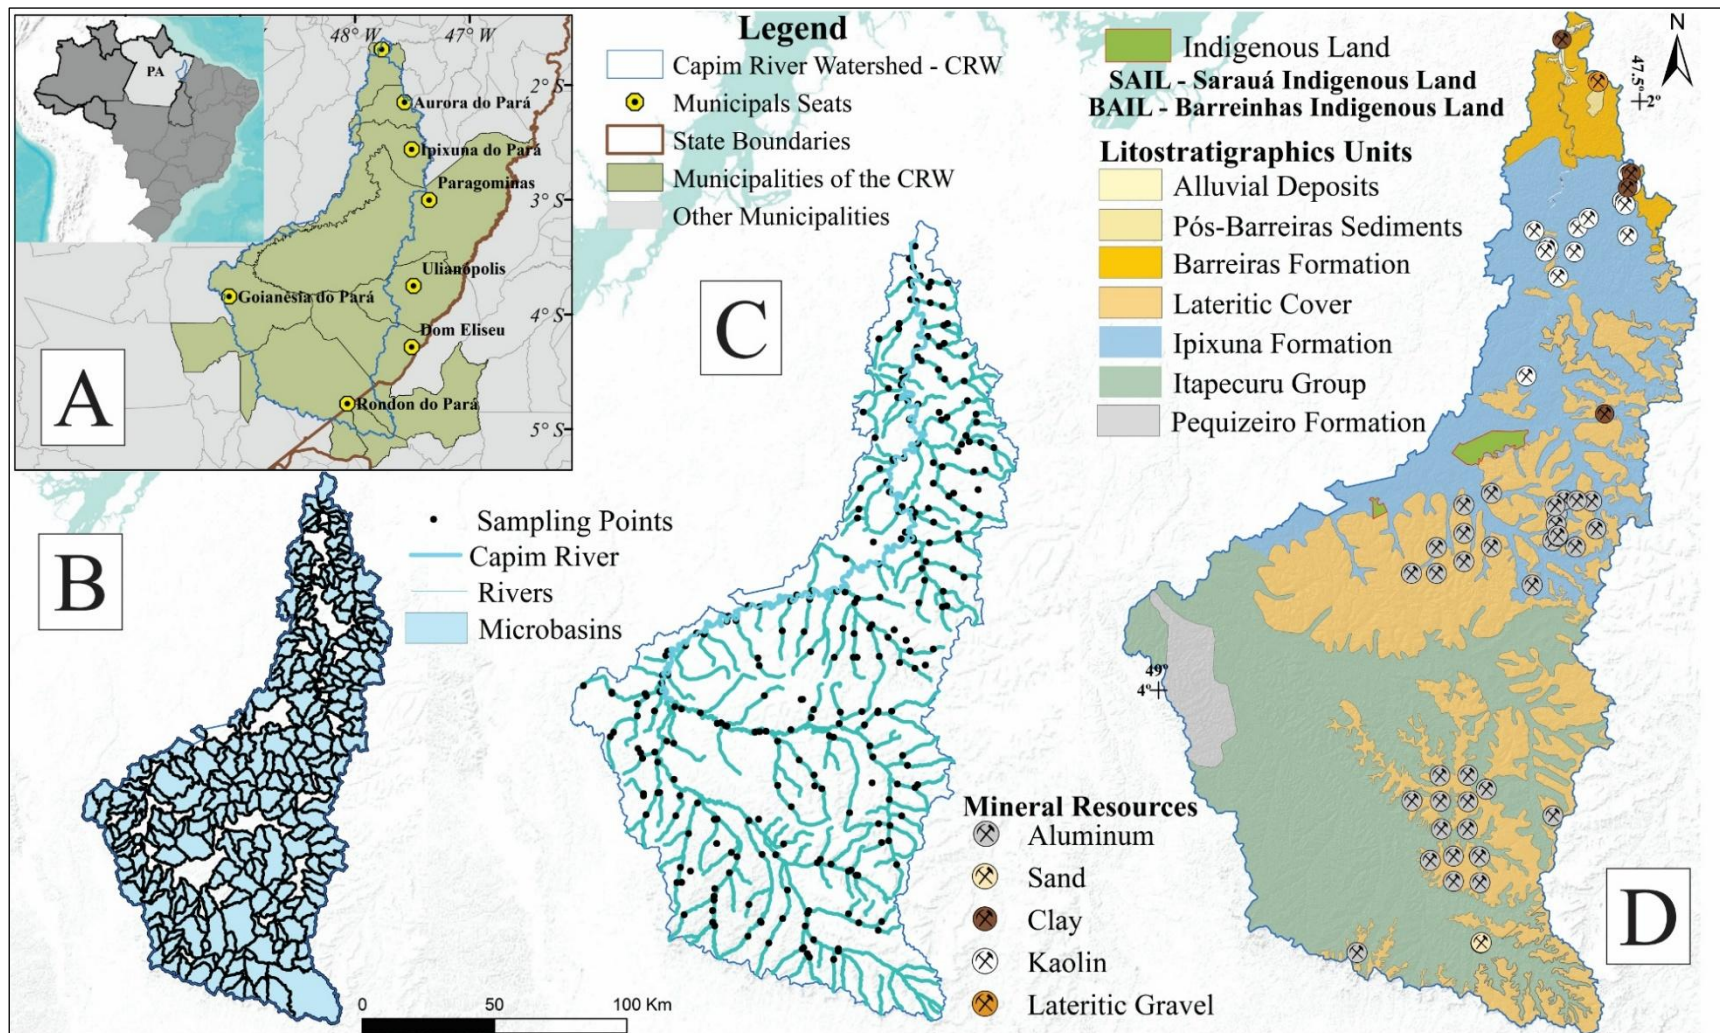 PA
48° W
47° W
2° S
3° S
4° S
5° S
Aurora do Pará
Ipixuna do Pará
Paragominas
Ulianópolis
Goianésia do Pará
Dom Eliseu
Rondon do Pará
A
Legend
Capim River Watershed - CRW
Municipals Seats
State Boundaries
Municipalities of the CRW
Other Municipalities
B
Sampling Points
Capim River
Rivers
Microbasins
0 50 100 Km
C
Mineral Resources
Aluminum
Sand
Clay
Kaolin
Lateritic Gravel
Indigenous Land
SAIL - Sarauá Indigenous Land
BAIL - Barreinhas Indigenous Land
Litostratigraphics Units
Alluvial Deposits
Pós-Barreiras Sediments
Barreiras Formation
Lateritic Cover
Ipixuna Formation
Itapecuru Group
Pequizeiro Formation
N
47.5°
2°
49°
4°
D